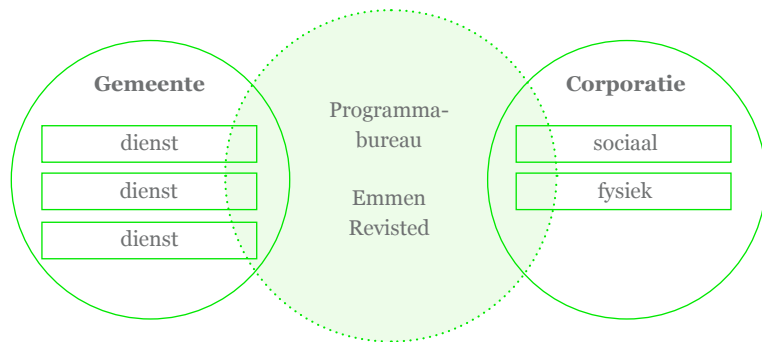 Gemeente
dienst
dienst
dienst
Programma-
bureau
Emmen
Revisted
Corporatie
sociaal
fysiek